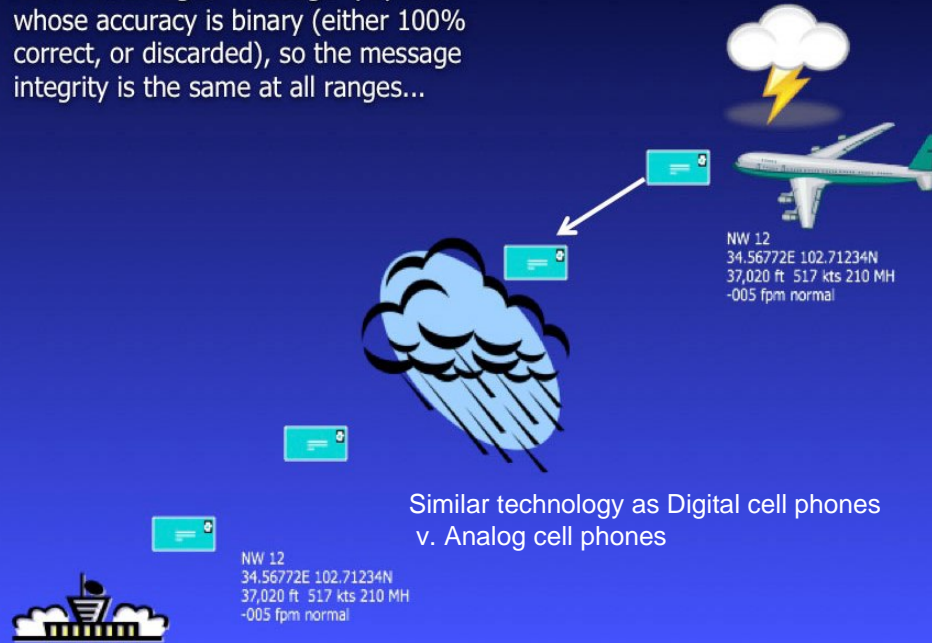 whose accuracy is binary (either 100%
correct, or discarded), so the message
integrity is the same at all ranges...
NW 12
34.56772E 102.71234N
37,020 ft 517 kts 210 MH
-005 fpm normal
Similar technology as Digital cell phones
v. Analog cell phones
NW 12
34.56772E 102.71234N
37,020 ft 517 kts 210 MH
-005 fpm normal